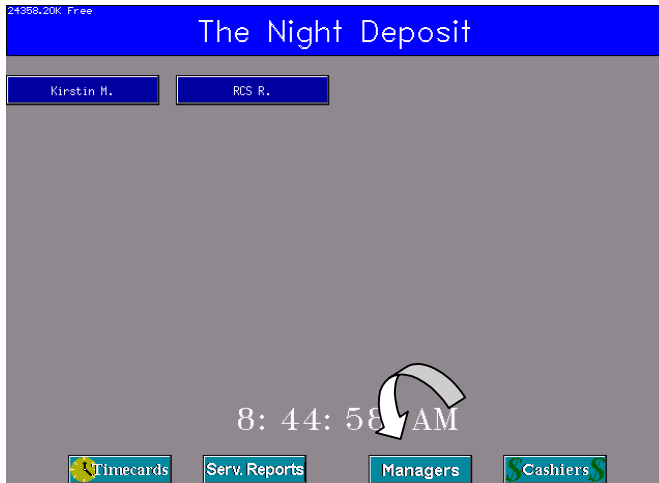 24358.20K Free
The Night Deposit
Kirstin M.
RCS R.
8: 44: 58 AM
Timecards
Serv. Reports
Managers
$Cashiers$